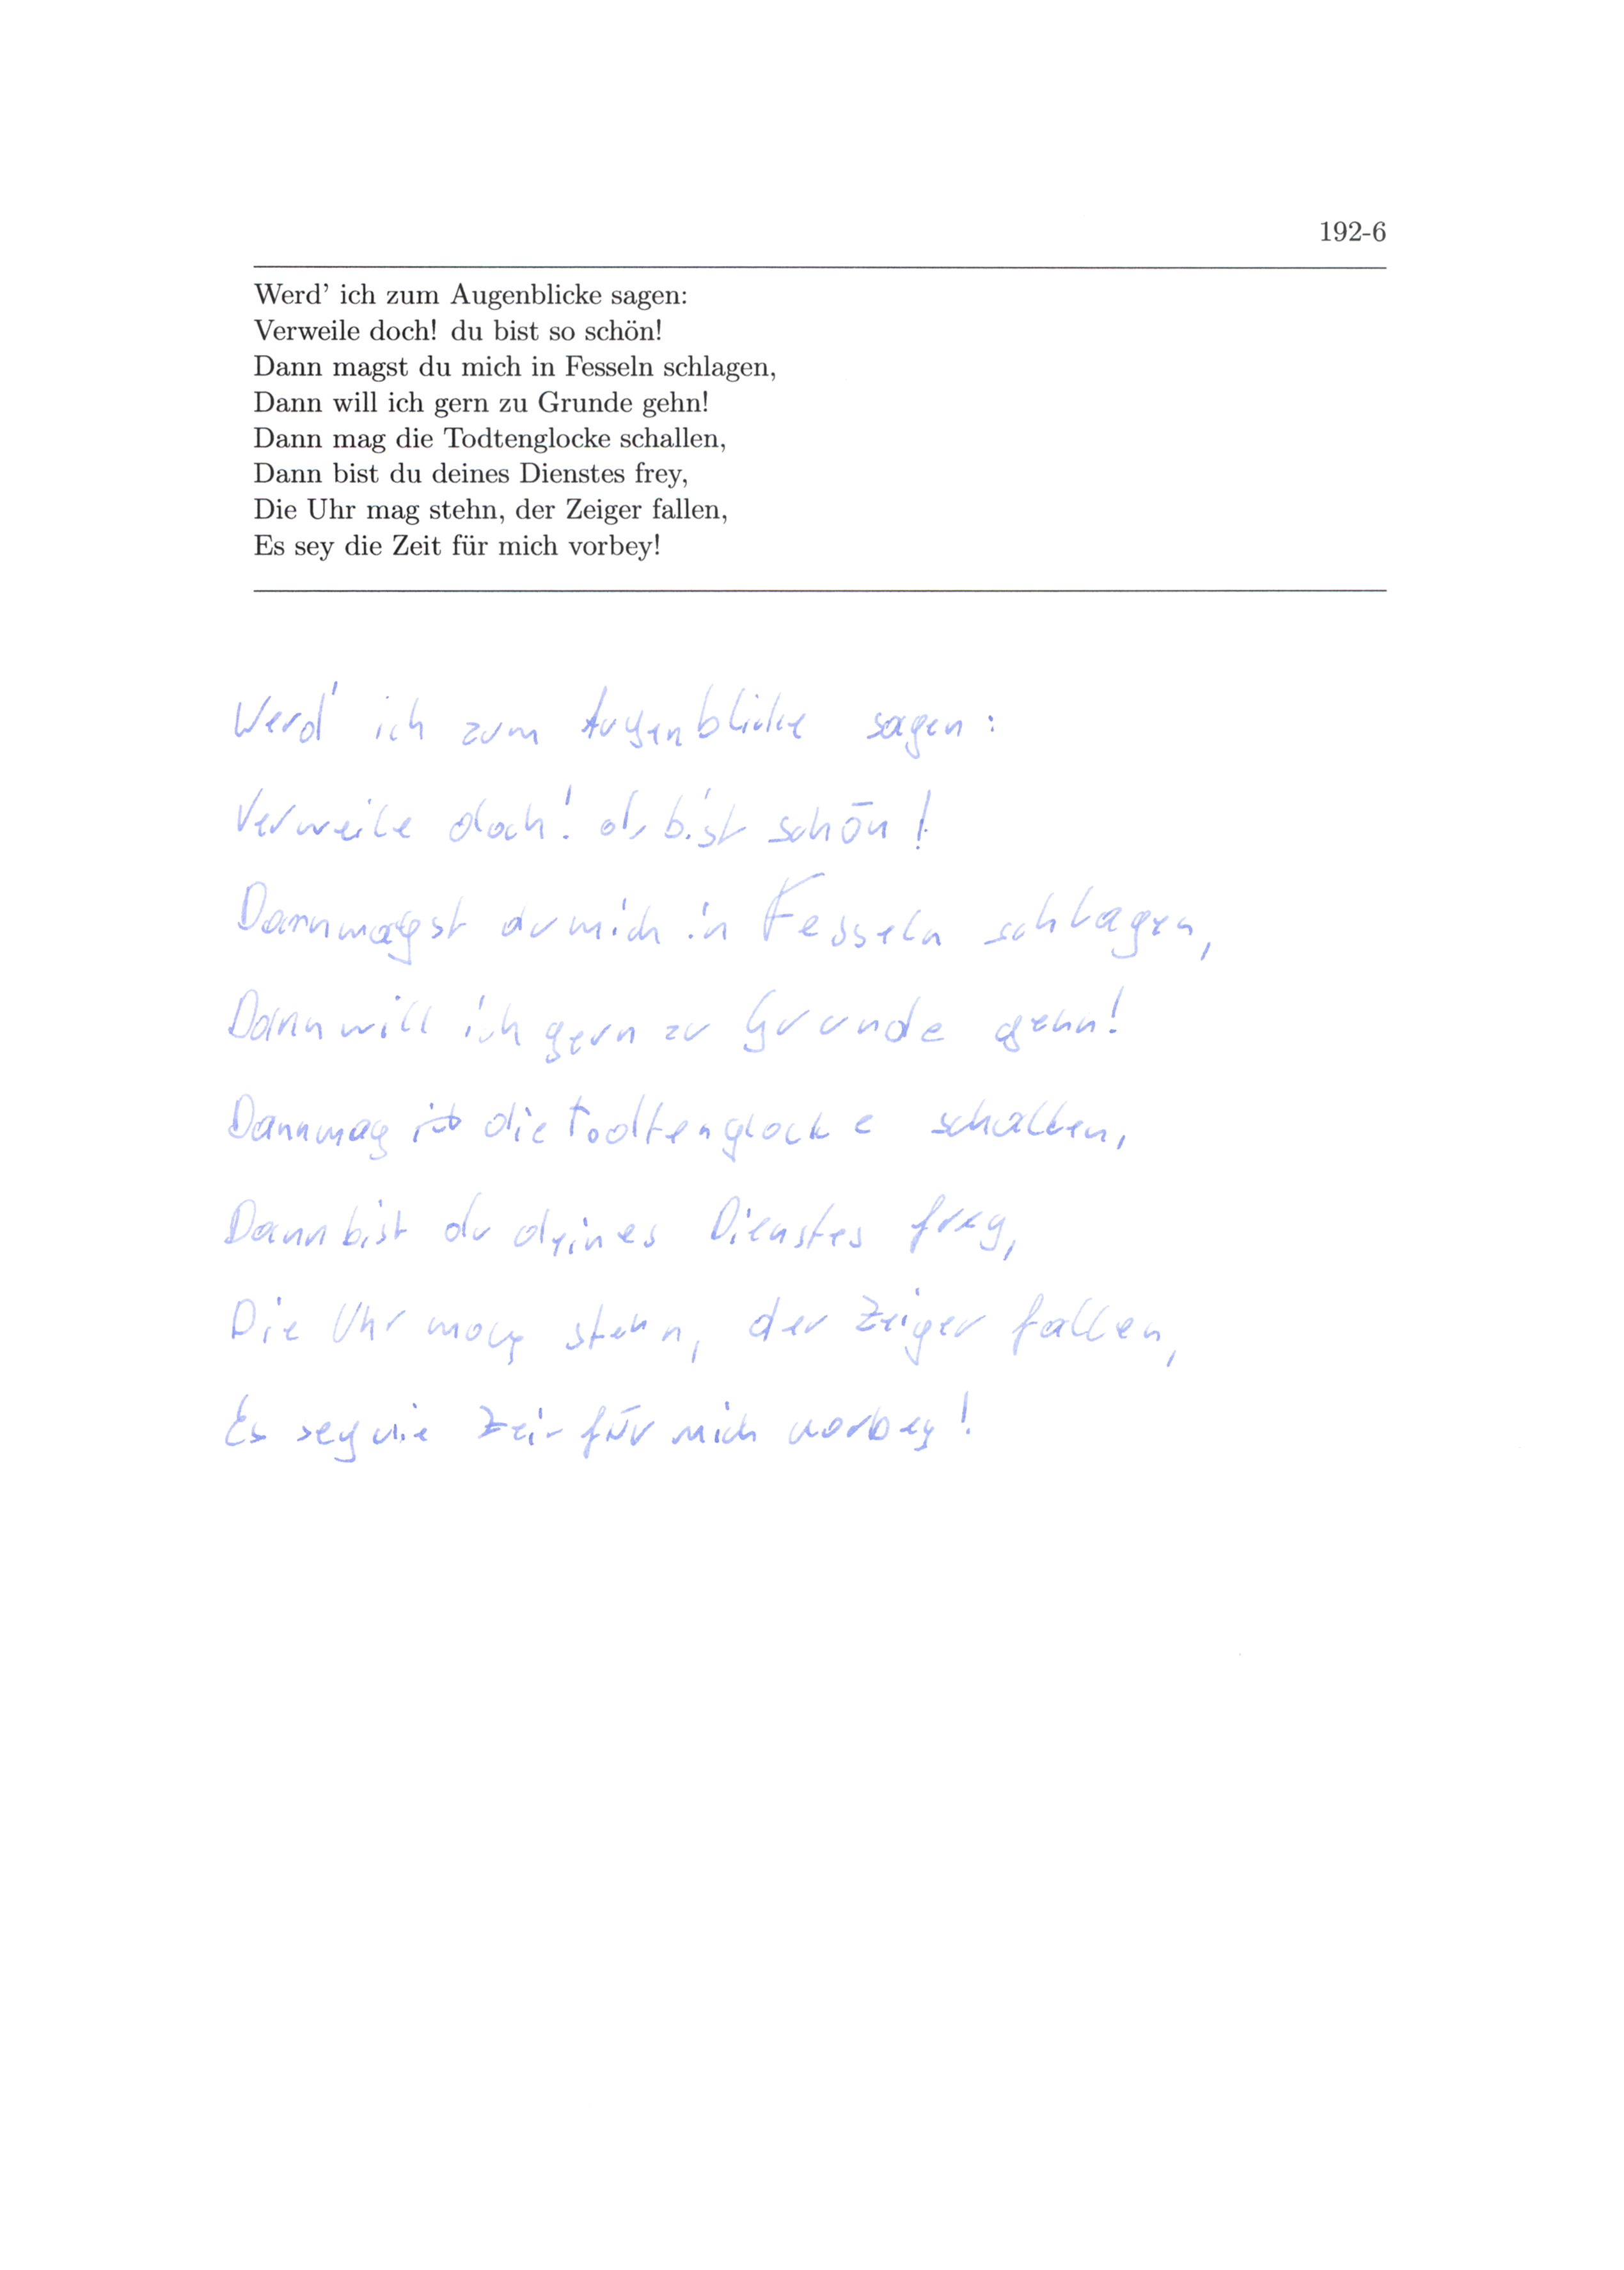 192-6
Werd' ich zum Augenblicke sagen:
Verweile doch! du bist so schön!
Dann magst du mich in Fesseln schlagen,
Dann will ich gern zu Grunde gehn!
Dann mag die Todtenglocke schallen,
Dann bist du deines Dienstes frey,
Die Uhr mag stehn, der Zeiger fallen,
Es sey die Zeit für mich vorbey!
Werd' ich zum Augenblicke sagen:
Verweile doch! du bist schön!
Dann magst du mich in Fesseln schlagen,
Dann will ich gern zu Grunde gehn!
Dann mag die Todtenglocke schallen,
Dann bist du deines Dienstes frey,
Die Uhr mag stehn, der Zeiger fallen,
Es sey die Zeit für mich vorbey!